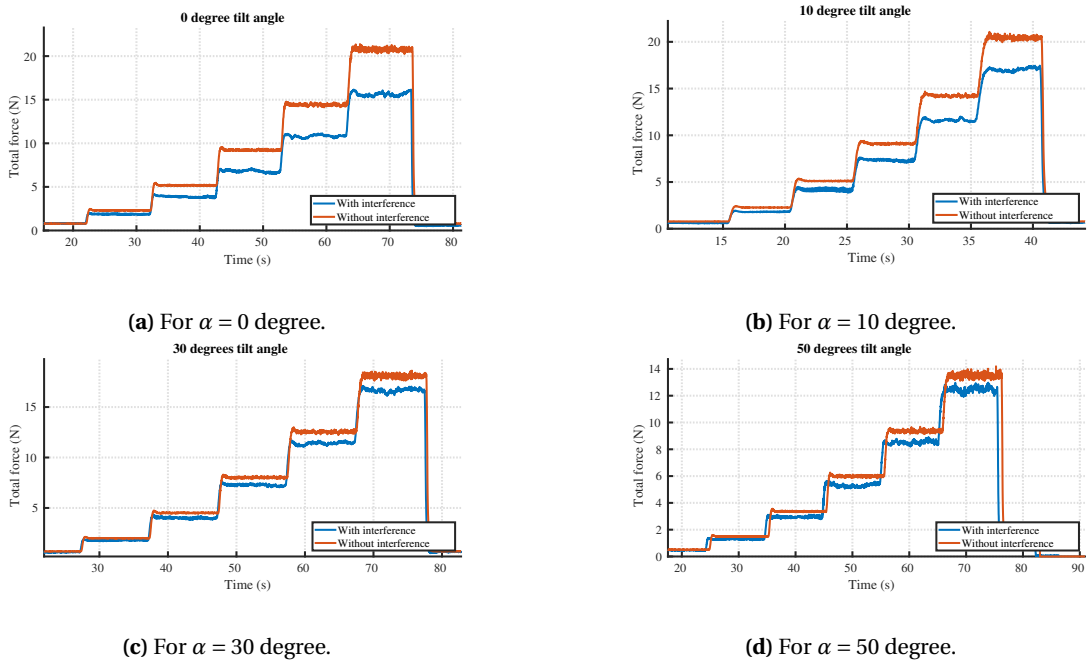 0 degree tilt angle
Total force (N)
20
15
10
5
0
20 30 40 50 60 70 80
Time (s)
With interference
Without interference
(a) For α = 0 degree.
10 degree tilt angle
Total force (N)
20
15
10
5
0
15 20 25 30 35 40
Time (s)
With interference
Without interference
(b) For α = 10 degree.
30 degrees tilt angle
Total force (N)
15
10
5
30 40 50 60 70 80
Time (s)
With interference
Without interference
(c) For α = 30 degree.
50 degrees tilt angle
Total force (N)
14
12
10
8
6
4
2
0
20 30 40 50 60 70 80 90
Time (s)
With interference
Without interference
(d) For α = 50 degree.